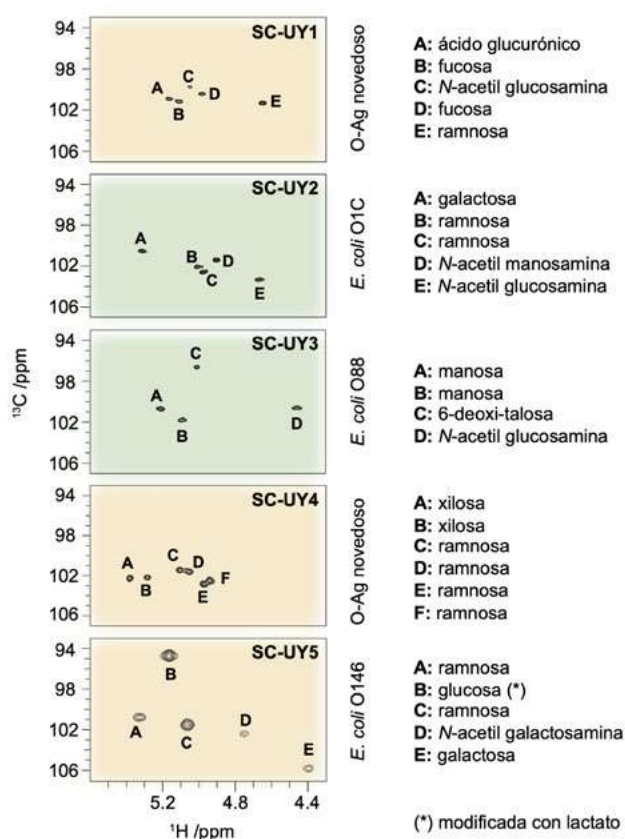 94
98
102
106
SC-UY1
A
B
C
D
E
O-Ag novedoso
A: ácido glucurónico
B: fucosa
C: N-acetil glucosamina
D: fucosa
E: ramnosa
94
98
102
106
SC-UY2
A
B
C
D
E
E. coli O1C
A: galactosa
B: ramnosa
C: ramnosa
D: N-acetil manosamina
E: N-acetil glucosamina
¹³C /ppm
94
98
102
106
SC-UY3
A
B
C
D
E. coli O88
A: manosa
B: manosa
C: 6-deoxi-talosa
D: N-acetil glucosamina
94
98
102
106
SC-UY4
A
B
C
D
E
F
O-Ag novedoso
A: xilosa
B: xilosa
C: ramnosa
D: ramnosa
E: ramnosa
F: ramnosa
94
98
102
106
SC-UY5
A
B
C
D
E
E. coli O146
A: ramnosa
B: glucosa (*)
C: ramnosa
D: N-acetil galactosamina
E: galactosa
5.2 4.8 4.4
¹H /ppm
(*) modificada con lactato